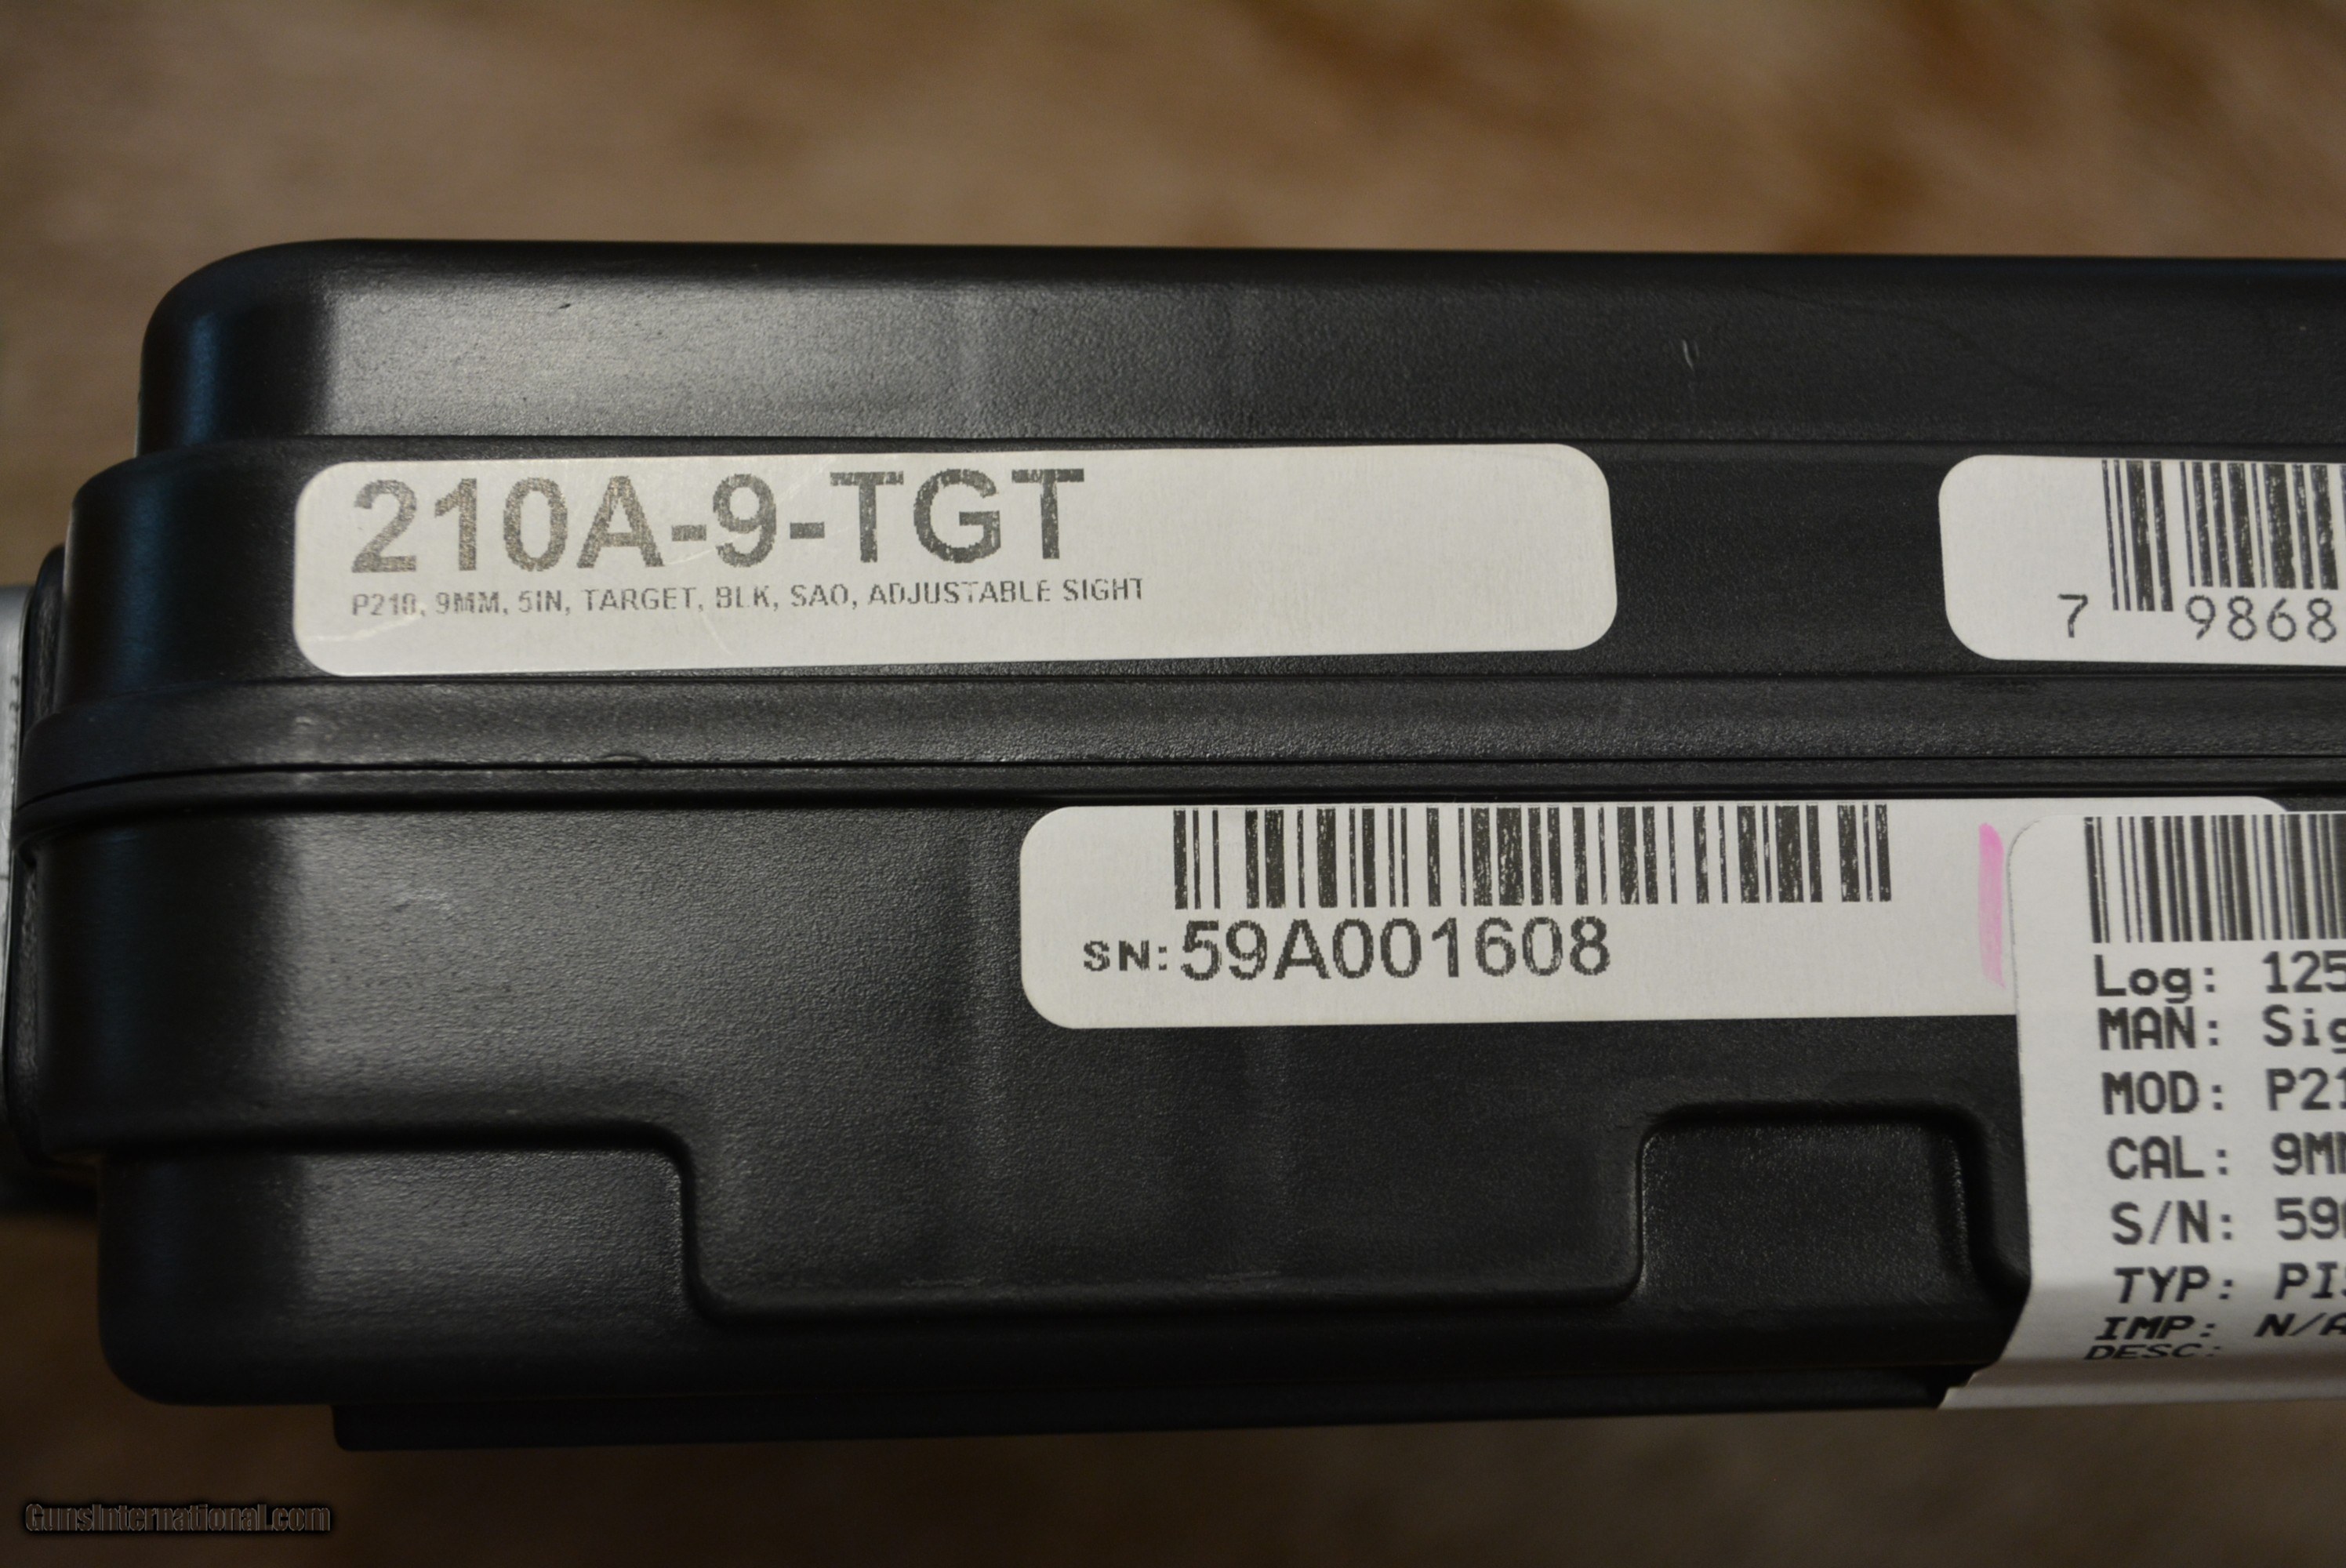 210A-9-TGT
P210, 9MM, 5IN, TARGET, BLK, SAO, ADJUSTABLE SIGHT
7 9868
SN: 59A001608
Log: 125
MAN: Sig
MOD: P21
CAL: 9M
S/N: 59
TYP: PIS
IMP: N/A
DESC:
GunsInternational.com